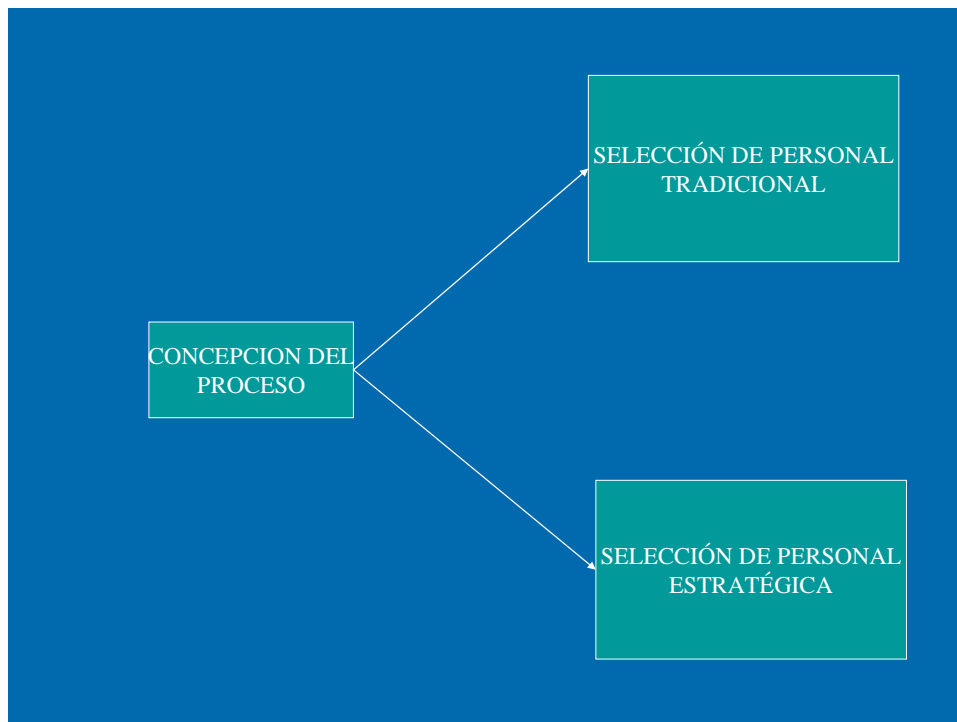 SELECCIÓN DE PERSONAL
TRADICIONAL
CONCEPCION DEL
PROCESO
SELECCIÓN DE PERSONAL
ESTRATÉGICA